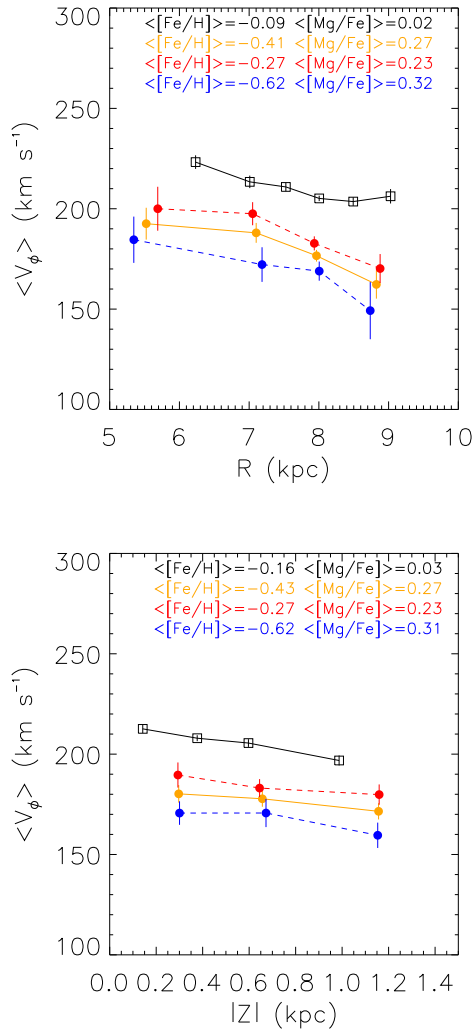 300
<[Fe/H]>=−0.09 <[Mg/Fe]>=0.02
<[Fe/H]>=−0.41 <[Mg/Fe]>=0.27
<[Fe/H]>=−0.27 <[Mg/Fe]>=0.23
<[Fe/H]>=−0.62 <[Mg/Fe]>=0.32
250
200
150
100
<Vϕ> (km s⁻¹)
5 6 7 8 9 10
R (kpc)
300
<[Fe/H]>=−0.16 <[Mg/Fe]>=0.03
<[Fe/H]>=−0.43 <[Mg/Fe]>=0.27
<[Fe/H]>=−0.27 <[Mg/Fe]>=0.23
<[Fe/H]>=−0.62 <[Mg/Fe]>=0.31
250
200
150
100
<Vϕ> (km s⁻¹)
0.0 0.2 0.4 0.6 0.8 1.0 1.2 1.4
|Z| (kpc)